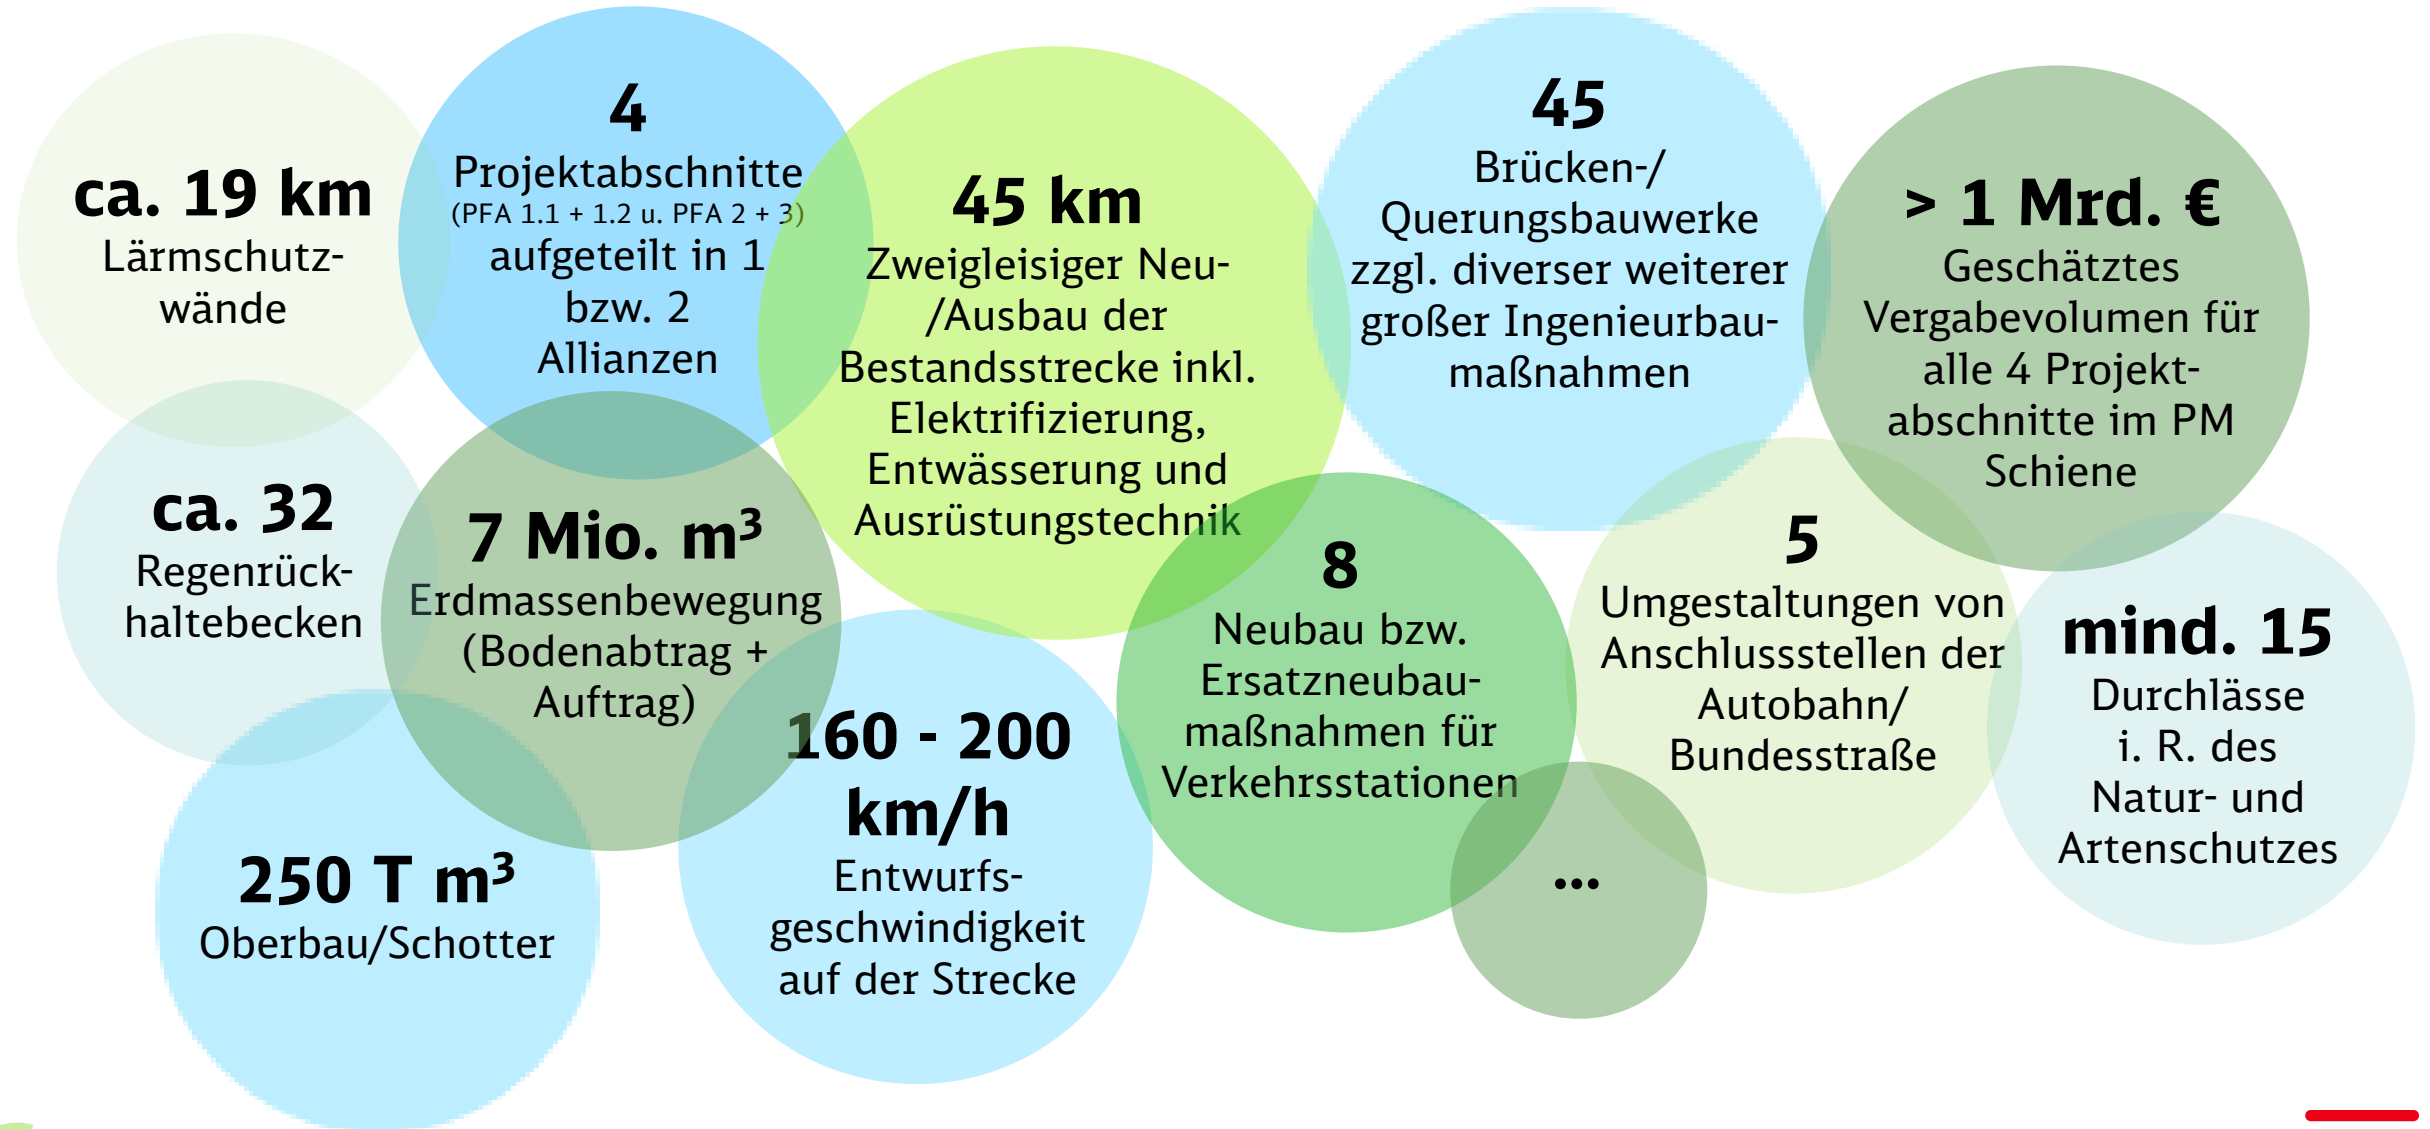 ca. 19 km
Lärmschutz-
wände
4
Projektabschnitte
(PFA 1.1 + 1.2 u. PFA 2 + 3)
aufgeteilt in 1
bzw. 2
Allianzen
45 km
Zweigleisiger Neu-
/Ausbau der
Bestandsstrecke inkl.
Elektrifizierung,
Entwässerung und
Ausrüstungstechnik
45
Brücken-/
Querungsbauwerke
zzgl. diverser weiterer
großer Ingenieurbau-
maßnahmen
> 1 Mrd. €
Geschätztes
Vergabevolumen für
alle 4 Projekt-
abschnitte im PM
Schiene
ca. 32
Regenrück-
haltebecken
7 Mio. m³
Erdmassenbewegung
(Bodenabtrag +
Auftrag)
8
Neubau bzw.
Ersatzneubau-
maßnahmen für
Verkehrsstationen
5
Umgestaltungen von
Anschlussstellen der
Autobahn/
Bundesstraße
mind. 15
Durchlässe
i. R. des
Natur- und
Artenschutzes
250 T m³
Oberbau/Schotter
160 - 200
km/h
Entwurfs-
geschwindigkeit
auf der Strecke
...